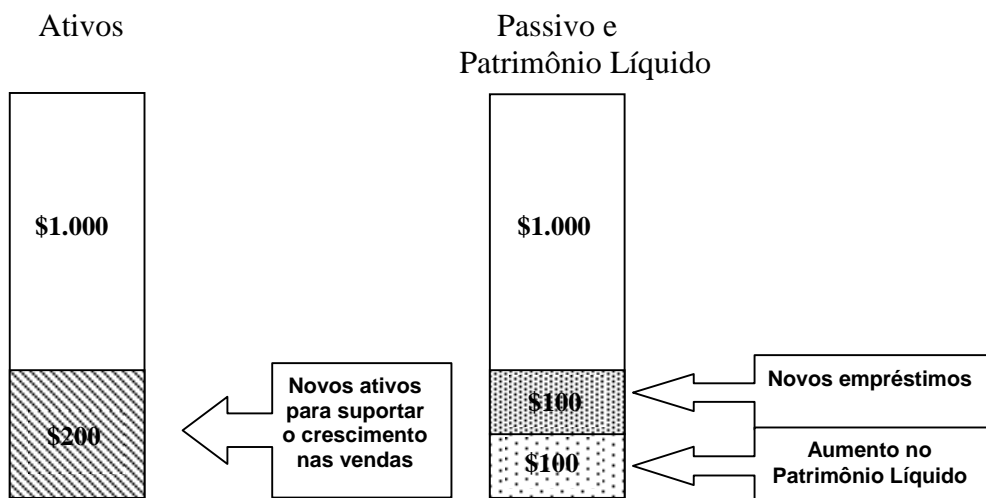 Ativos
Passivo e
Patrimônio Líquido
$1.000
$1.000
Novos ativos
para suportar
o crescimento
nas vendas
$200
$100
Novos empréstimos
$100
Aumento no
Patrimônio Líquido